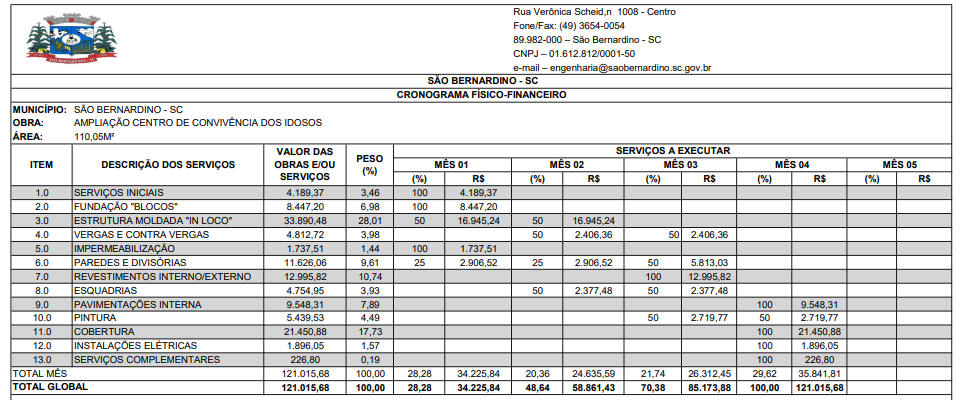 Rua Verônica Scheid,n 1008 - Centro
Fone/Fax: (49) 3654-0054
89.982-000 – São Bernardino - SC
CNPJ – 01.612.812/0001-50
e-mail – engenharia@saobernardino.sc.gov.br
SÃO BERNARDINO - SC
CRONOGRAMA FÍSICO-FINANCEIRO
MUNICÍPIO: SÃO BERNARDINO - SC
OBRA: AMPLIAÇÃO CENTRO DE CONVIVÊNCIA DOS IDOSOS
ÁREA: 110,05M²
ITEM DESCRIÇÃO DOS SERVIÇOS VALOR DAS OBRAS E/OU SERVIÇOS PESO (%) SERVIÇOS A EXECUTAR
MÊS 01 MÊS 02 MÊS 03 MÊS 04 MÊS 05
(%) R$ (%) R$ (%) R$ (%) R$ (%) R$
1.0 SERVIÇOS INICIAIS 4.189,37 3,46 100 4.189,37
2.0 FUNDAÇÃO "BLOCOS" 8.447,20 6,98 100 8.447,20
3.0 ESTRUTURA MOLDADA "IN LOCO" 33.890,48 28,01 50 16.945,24 50 16.945,24
4.0 VERGAS E CONTRA VERGAS 4.812,72 3,98 50 2.406,36 50 2.406,36
5.0 IMPERMEABILIZAÇÃO 1.737,51 1,44 100 1.737,51
6.0 PAREDES E DIVISÓRIAS 11.626,06 9,61 25 2.906,52 25 2.906,52 50 5.813,03
7.0 REVESTIMENTOS INTERNO/EXTERNO 12.995,82 10,74 100 12.995,82
8.0 ESQUADRIAS 4.754,95 3,93 50 2.377,48 50 2.377,48
9.0 PAVIMENTAÇÕES INTERNA 9.548,31 7,89 100 9.548,31
10.0 PINTURA 5.439,53 4,49 50 2.719,77 50 2.719,77
11.0 COBERTURA 21.450,88 17,73 100 21.450,88
12.0 INSTALAÇÕES ELÉTRICAS 1.896,05 1,57 100 1.896,05
13.0 SERVIÇOS COMPLEMENTARES 226,80 0,19 100 226,80
TOTAL MÊS 121.015,68 100,00 28,28 34.225,84 20,36 24.635,59 21,74 26.312,45 29,62 35.841,81
TOTAL GLOBAL 121.015,68 100,00 28,28 34.225,84 48,64 58.861,43 70,38 85.173,88 100,00 121.015,68